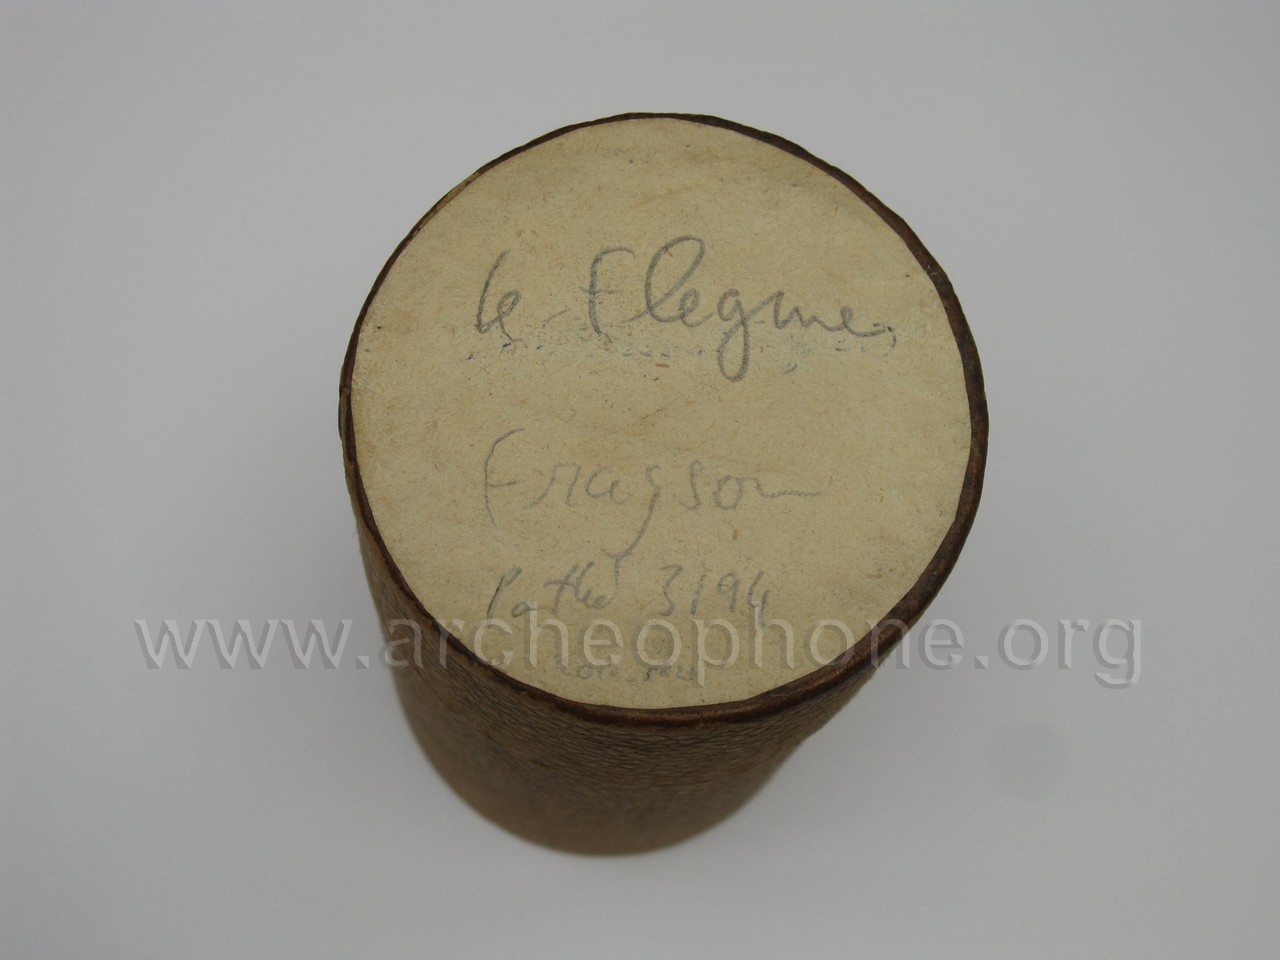 le Flegme
Fragson
Pathé 3194
www.archeophone.org